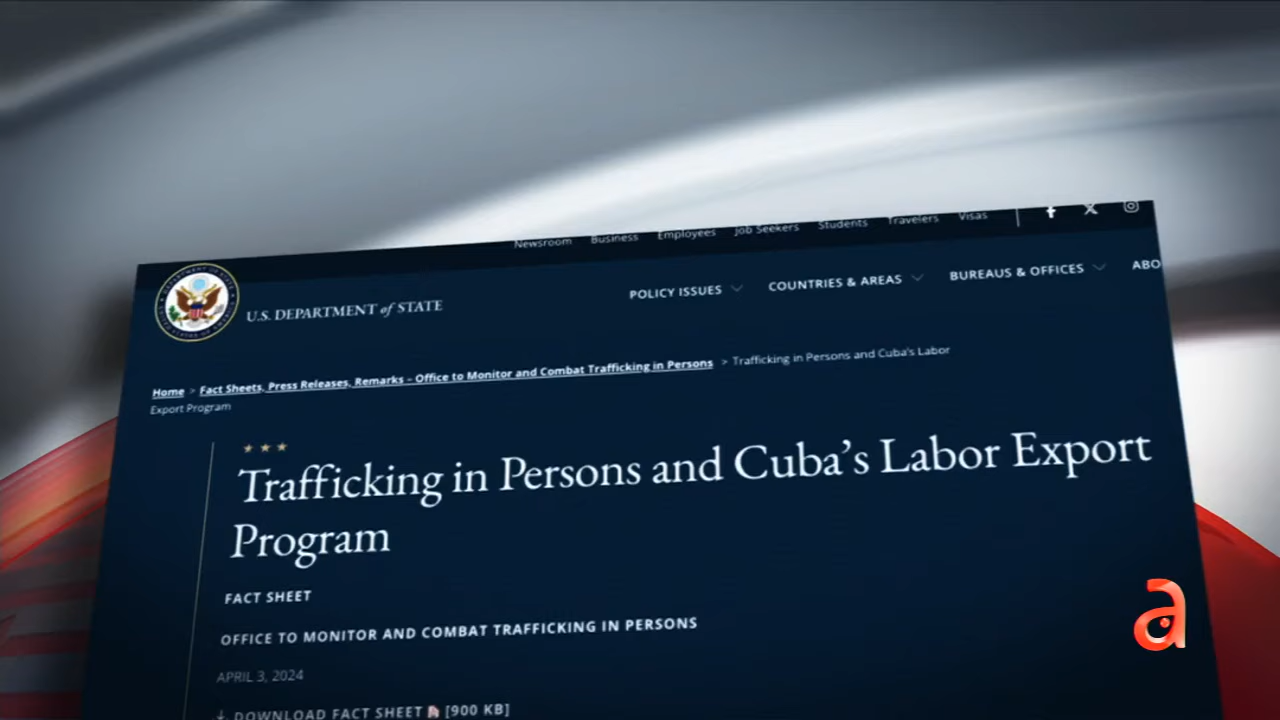 Newsroom Business Employees Job Seekers Students Travelers Visas
U.S. DEPARTMENT of STATE
POLICY ISSUES COUNTRIES & AREAS BUREAUS & OFFICES ABO
Home > Fact Sheets, Press Releases, Remarks – Office to Monitor and Combat Trafficking in Persons > Trafficking in Persons and Cuba's Labor
Export Program
Trafficking in Persons and Cuba's Labor Export
Program
FACT SHEET
OFFICE TO MONITOR AND COMBAT TRAFFICKING IN PERSONS
APRIL 3, 2024
DOWNLOAD FACT SHEET [900 KB]
a